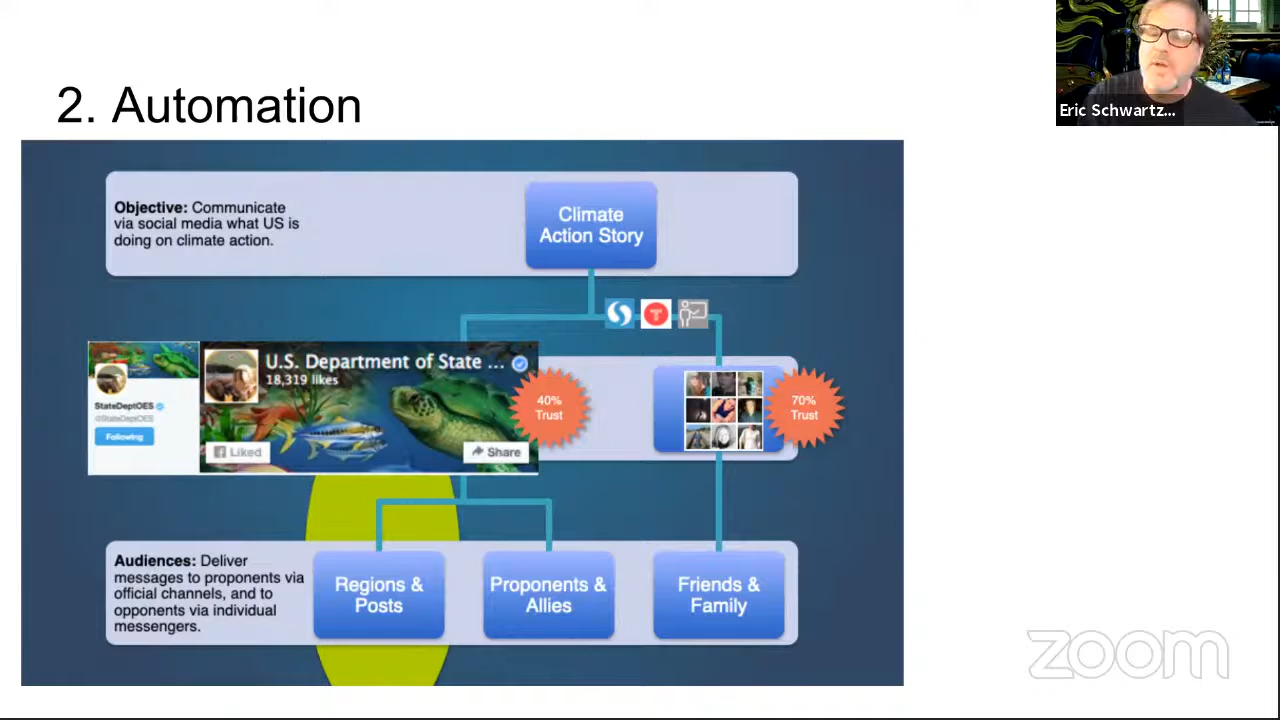 Eric Schwartz...
2. Automation
Objective: Communicate
via social media what US is
doing on climate action.
Climate
Action Story
U.S. Department of State ...
18,319 likes
StateDeptOES
@StateDeptOES
Following
Liked
Share
40%
Trust
70%
Trust
Audiences: Deliver
messages to proponents via
official channels, and to
opponents via individual
messengers.
Regions &
Posts
Proponents &
Allies
Friends &
Family
zoom